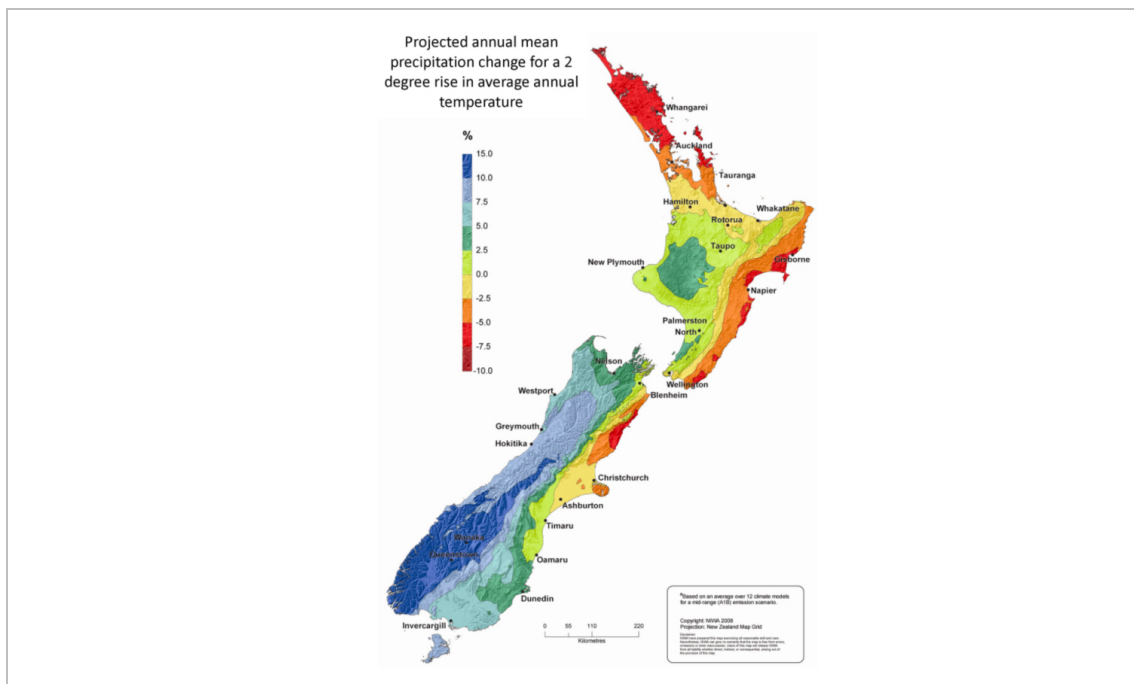 Projected annual mean
precipitation change for a 2
degree rise in average annual
temperature
%
15.0
10.0
7.5
5.0
2.5
0.0
-2.5
-5.0
-7.5
-10.0
Whangarei
Auckland
Tauranga
Hamilton
Whakatane
Rotorua
Taupo
New Plymouth
Gisborne
Napier
Palmerston
North
Nelson
Wellington
Westport
Blenheim
Greymouth
Hokitika
Christchurch
Ashburton
Timaru
Wanaka
Queenstown
Oamaru
Dunedin
Invercargill
0 55 110 220
Kilometres
*Based on an average over 12 climate models
for a mid-range (A1B) emission scenario.
Copyright: NIWA 2008
Projection: New Zealand Map Grid
Disclaimer: